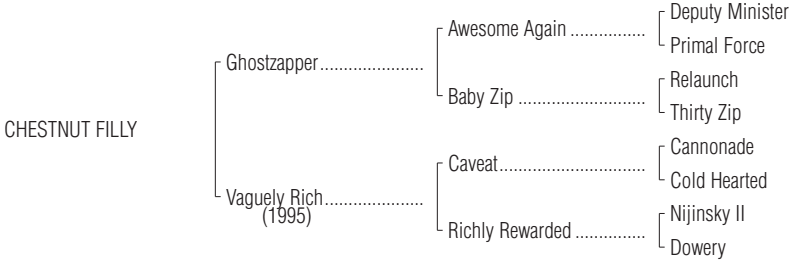 Deputy Minister
Awesome Again ................
Primal Force
Ghostzapper......................
Relaunch
Baby Zip ...........................
Thirty Zip
CHESTNUT FILLY
Cannonade
Caveat...............................
Cold Hearted
Vaguely Rich.....................
(1995)
Nijinsky II
Richly Rewarded ...............
Dowery